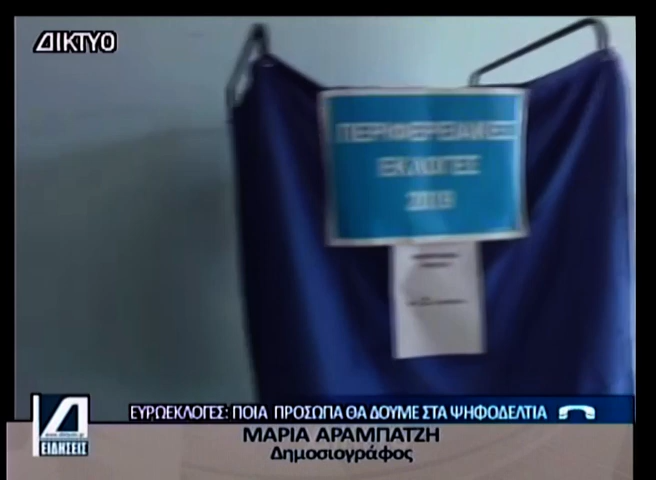 ΔΙΚΤΥΟ
ΠΕΡΙΦΕΡΕΙΑΚΕΣ
ΕΚΛΟΓΕΣ
ΕΥΡΩΕΚΛΟΓΕΣ: ΠΟΙΑ ΠΡΟΣΩΠΑ ΘΑ ΔΟΥΜΕ ΣΤΑ ΨΗΦΟΔΕΛΤΙΑ
ΕΙΔΗΣΕΙΣ
ΜΑΡΙΑ ΑΡΑΜΠΑΤΖΗ
Δημοσιογράφος